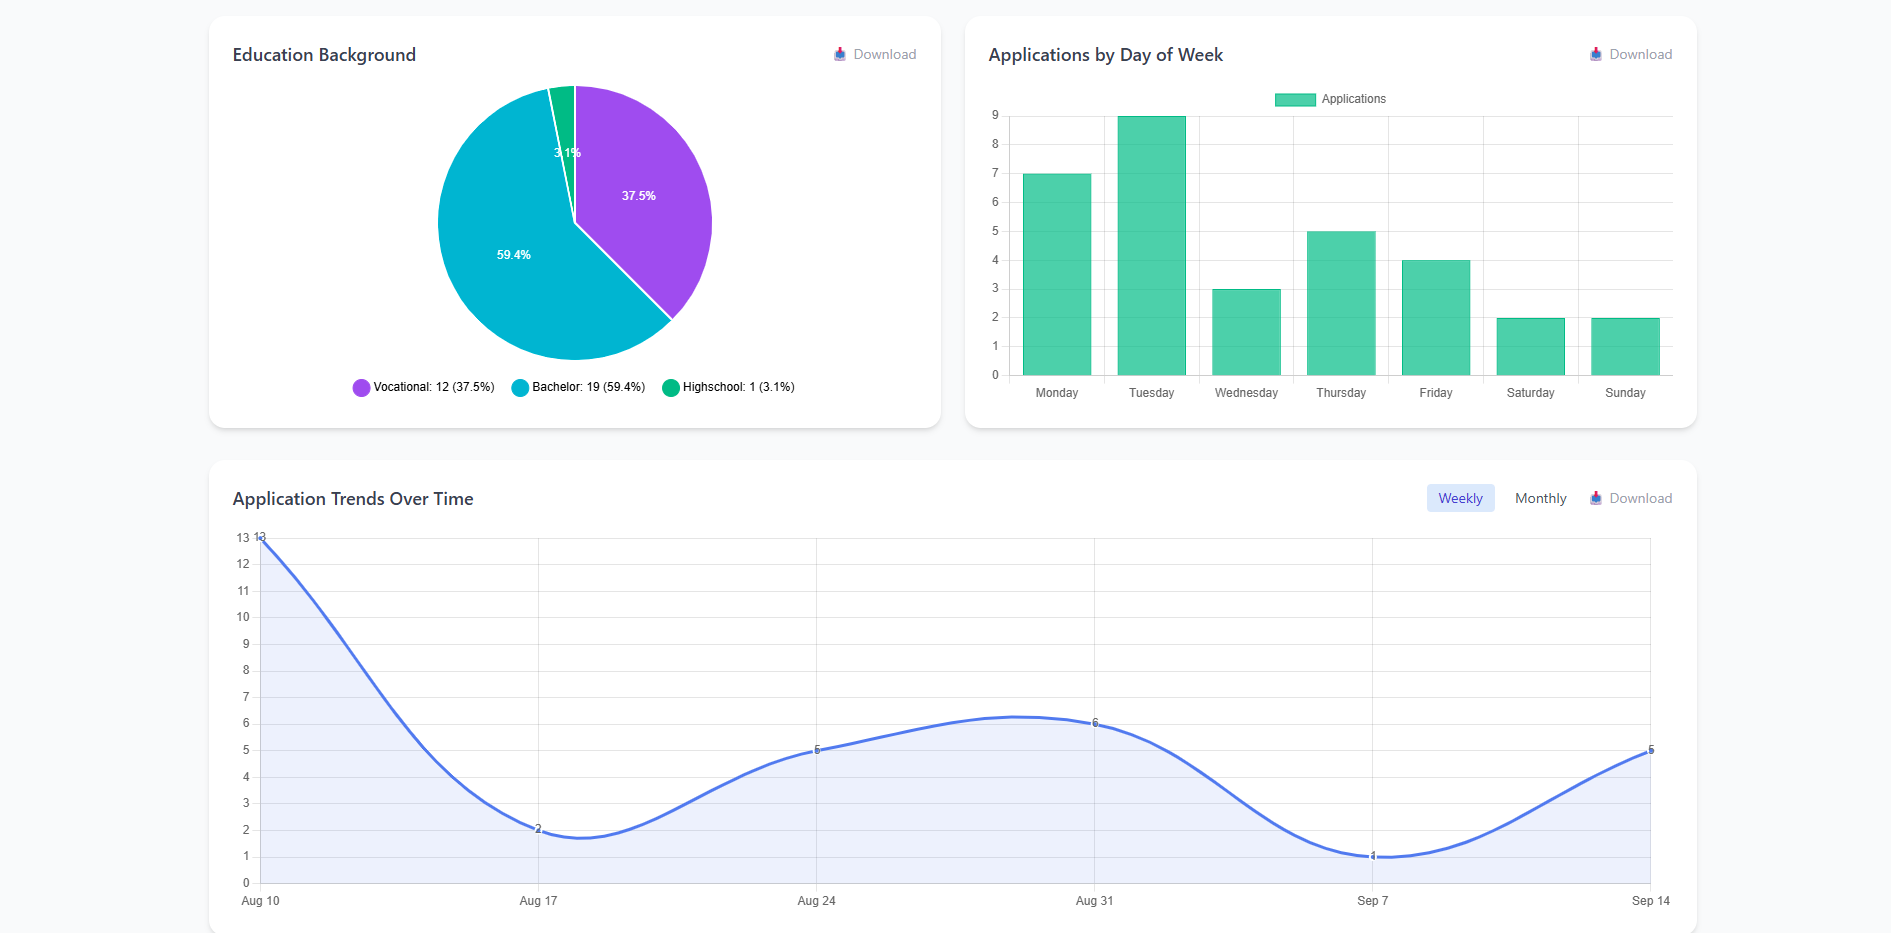 Education Background
Download
3.1%
37.5%
59.4%
Vocational: 12 (37.5%)
Bachelor: 19 (59.4%)
Highschool: 1 (3.1%)
Applications by Day of Week
Download
Applications
9
8
7
6
5
4
3
2
1
0
Monday
Tuesday
Wednesday
Thursday
Friday
Saturday
Sunday
Application Trends Over Time
Weekly
Monthly
Download
13
12
11
10
9
8
7
6
5
4
3
2
1
0
13
2
5
6
1
5
Aug 10
Aug 17
Aug 24
Aug 31
Sep 7
Sep 14